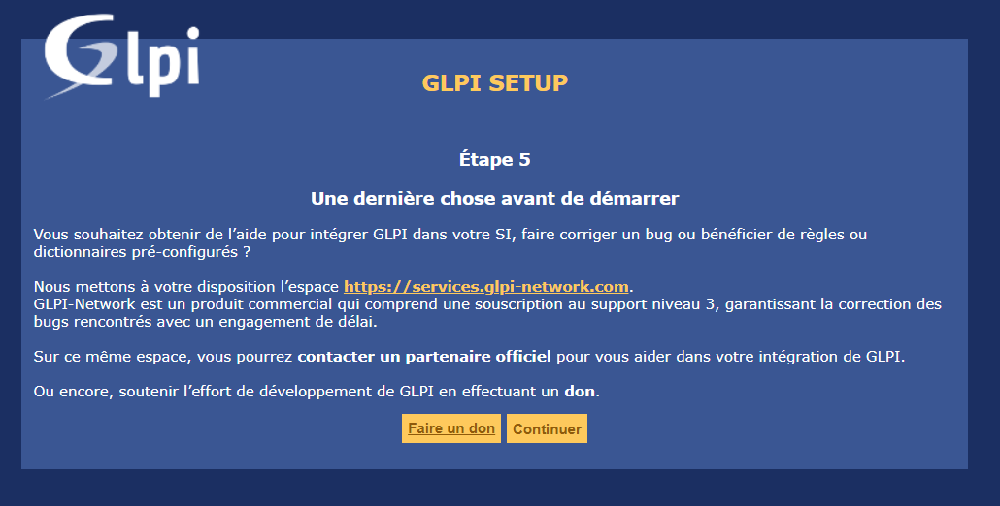 Glpi
GLPI SETUP
Étape 5
Une dernière chose avant de démarrer
Vous souhaitez obtenir de l’aide pour intégrer GLPI dans votre SI, faire corriger un bug ou bénéficier de règles ou
dictionnaires pré-configurés ?
Nous mettons à votre disposition l’espace https://services.glpi-network.com.
GLPI-Network est un produit commercial qui comprend une souscription au support niveau 3, garantissant la correction des
bugs rencontrés avec un engagement de délai.
Sur ce même espace, vous pourrez contacter un partenaire officiel pour vous aider dans votre intégration de GLPI.
Ou encore, soutenir l’effort de développement de GLPI en effectuant un don.
Faire un don Continuer